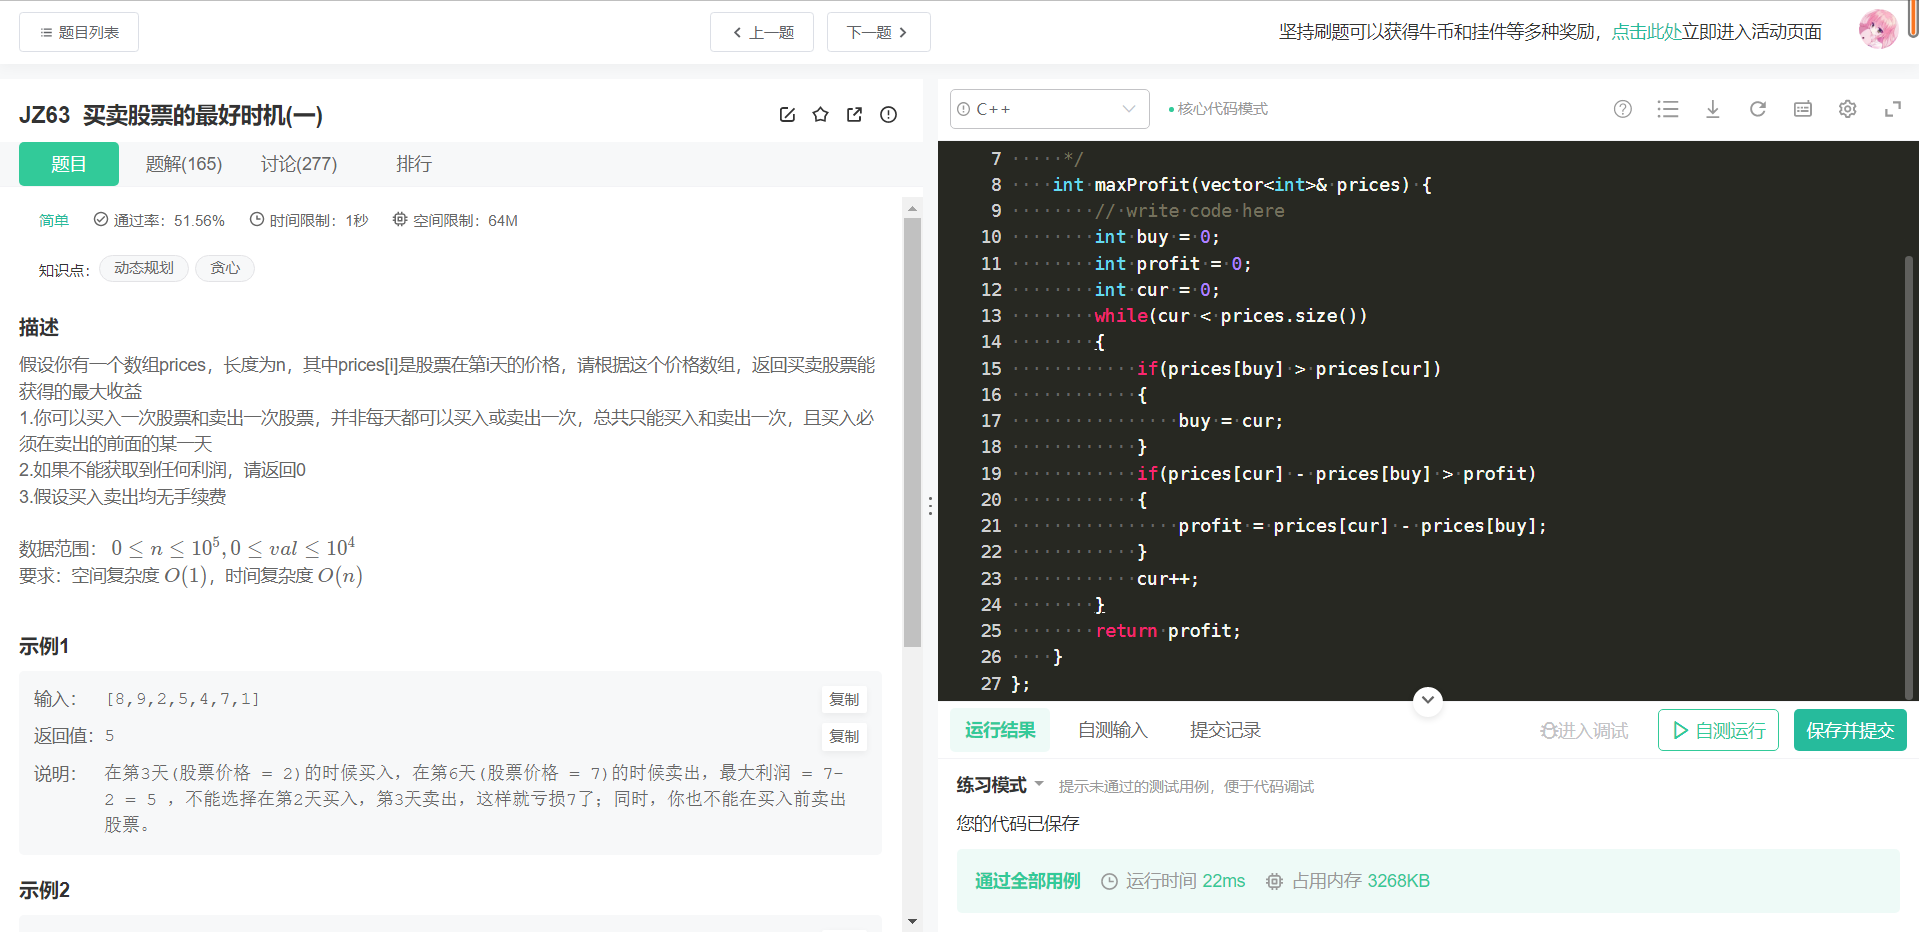 题目列表
上一题
下一题
坚持刷题可以获得牛币和挂件等多种奖励，点击此处立即进入活动页面
JZ63 买卖股票的最好时机(一)
题目
题解(165)
讨论(277)
排行
简单
通过率：51.56%
时间限制：1秒
空间限制：64M
知识点：
动态规划
贪心
描述
假设你有一个数组prices，长度为n，其中prices[i]是股票在第i天的价格，请根据这个价格数组，返回买卖股票能
获得的最大收益
1.你可以买入一次股票和卖出一次股票，并非每天都可以买入或卖出一次，总共只能买入和卖出一次，且买入必
须在卖出的前面的某一天
2.如果不能获取到任何利润，请返回0
3.假设买入卖出均无手续费
数据范围： 0 ≤ n ≤ 10⁵, 0 ≤ val ≤ 10⁴
要求：空间复杂度 O(1)，时间复杂度 O(n)
示例1
输入： [8,9,2,5,4,7,1]
复制
返回值： 5
复制
说明： 在第3天(股票价格 = 2)的时候买入，在第6天(股票价格 = 7)的时候卖出，最大利润 = 7-
2 = 5 ，不能选择在第2天买入，第3天卖出，这样就亏损7了；同时，你也不能在买入前卖出
股票。
示例2
C++
核心代码模式
7 */
8 int maxProfit(vector<int>& prices) {
9 // write code here
10 int buy = 0;
11 int profit = 0;
12 int cur = 0;
13 while(cur < prices.size())
14 {
15 if(prices[buy] > prices[cur])
16 {
17 buy = cur;
18 }
19 if(prices[cur] - prices[buy] > profit)
20 {
21 profit = prices[cur] - prices[buy];
22 }
23 cur++;
24 }
25 return profit;
26 }
27 };
运行结果
自测输入
提交记录
进入调试
自测运行
保存并提交
练习模式
提示未通过的测试用例，便于代码调试
您的代码已保存
通过全部用例
运行时间 22ms
占用内存 3268KB